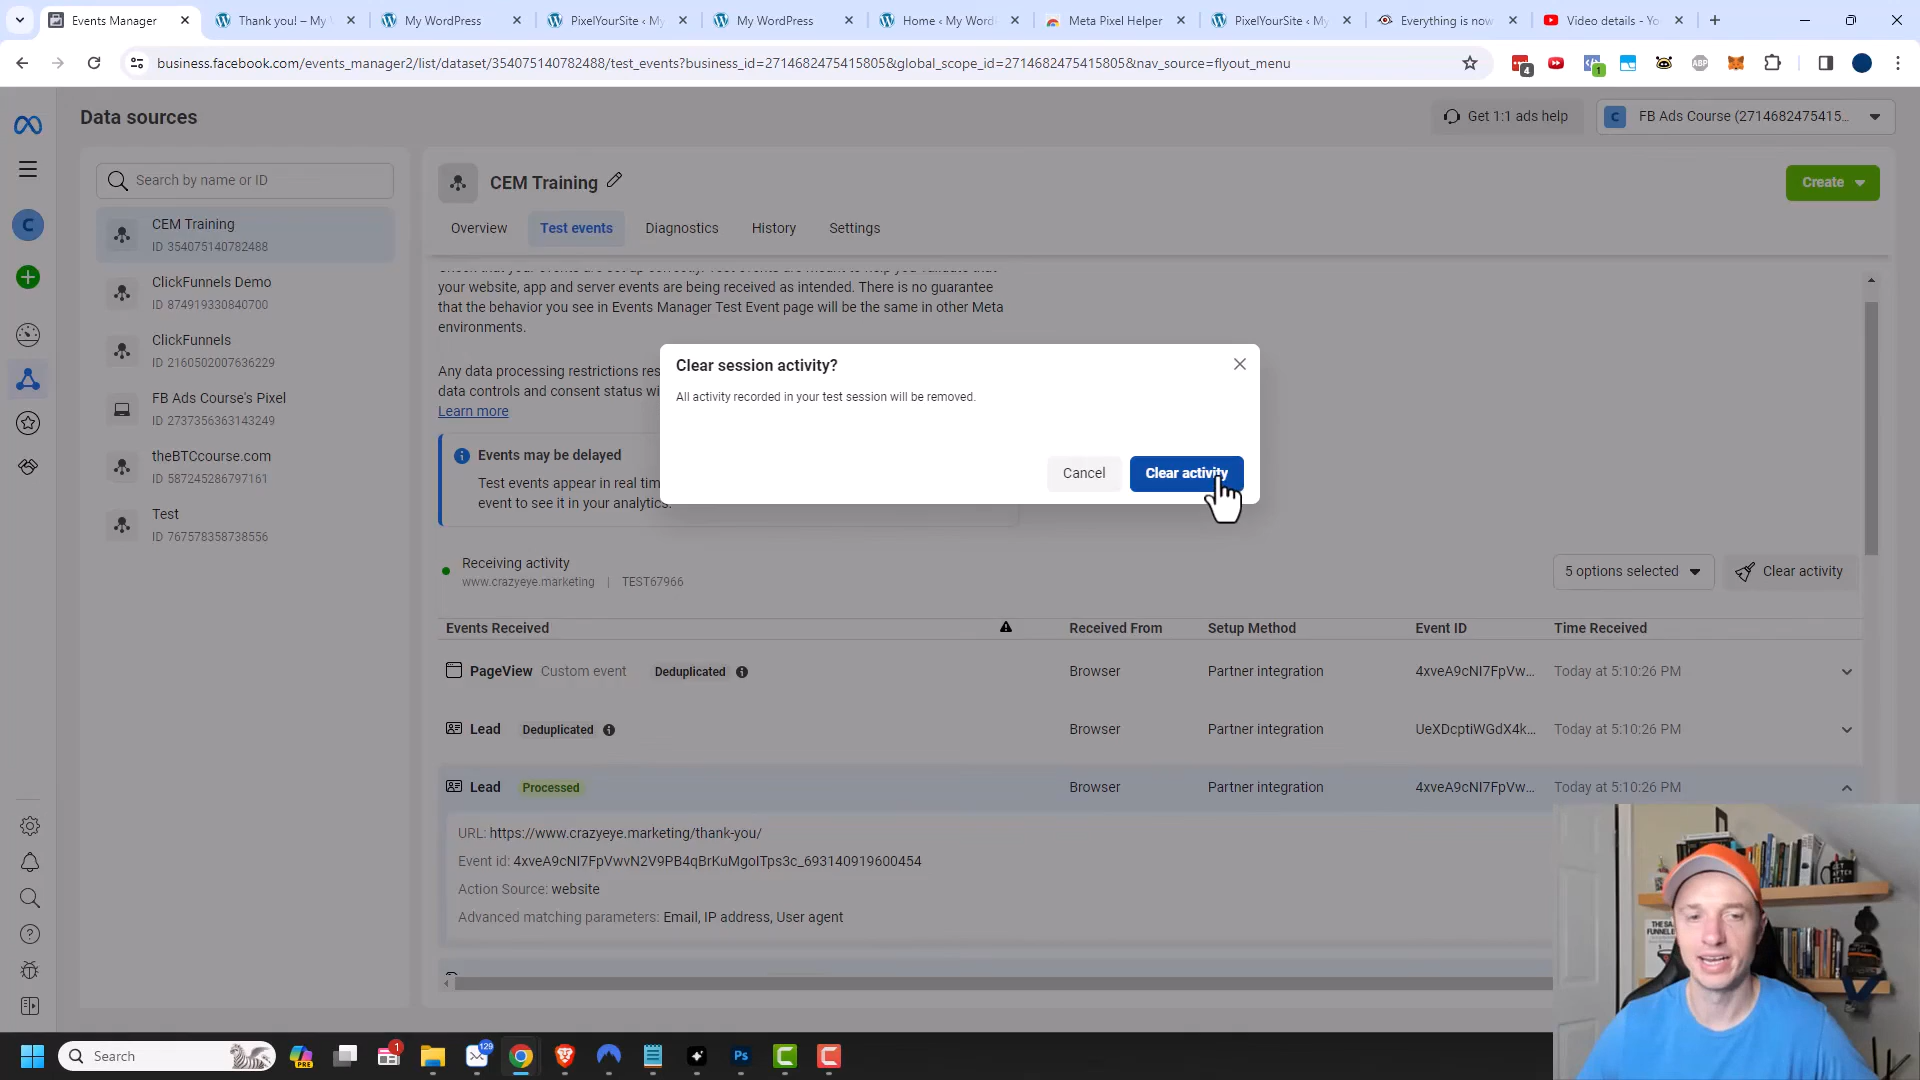 Events Manager
Thank you! – My
My WordPress
PixelYourSite ‹ My
My WordPress
Home ‹ My Word
Meta Pixel Helper
PixelYourSite ‹ My
Everything is now
Video details - Yo
business.facebook.com/events_manager2/list/dataset/354075140782488/test_events?business_id=2714682475415805&global_scope_id=2714682475415805&nav_source=flyout_menu
4
1
ABP
Data sources
Get 1:1 ads help
C
FB Ads Course (2714682475415...
Search by name or ID
CEM Training
Create
C
CEM Training
ID 354075140782488
Overview
Test events
Diagnostics
History
Settings
ClickFunnels Demo
ID 874919330840700
ClickFunnels
ID 2160502007636229
FB Ads Course's Pixel
ID 2737356363143249
theBTCcourse.com
ID 587245286797161
Test
ID 767578358738556
your website, app and server events are being received as intended. There is no guarantee
that the behavior you see in Events Manager Test Event page will be the same in other Meta
environments.
Any data processing restrictions res
data controls and consent status wi
Learn more
Clear session activity?
All activity recorded in your test session will be removed.
Cancel
Clear activity
Events may be delayed
Test events appear in real tim
event to see it in your analytics.
Receiving activity
www.crazyeye.marketing | TEST67966
5 options selected
Clear activity
Events Received
Received From
Setup Method
Event ID
Time Received
PageView Custom event Deduplicated
Browser
Partner integration
4xveA9cNI7FpVw...
Today at 5:10:26 PM
Lead Deduplicated
Browser
Partner integration
UeXDcptiWGdX4k...
Today at 5:10:26 PM
Lead Processed
Browser
Partner integration
4xveA9cNI7FpVw...
Today at 5:10:26 PM
URL: https://www.crazyeye.marketing/thank-you/
Event id: 4xveA9cNI7FpVwvN2V9PB4qBrKuMgoITps3c_693140919600454
Action Source: website
Advanced matching parameters: Email, IP address, User agent
Search
PRE
1
129
Ps